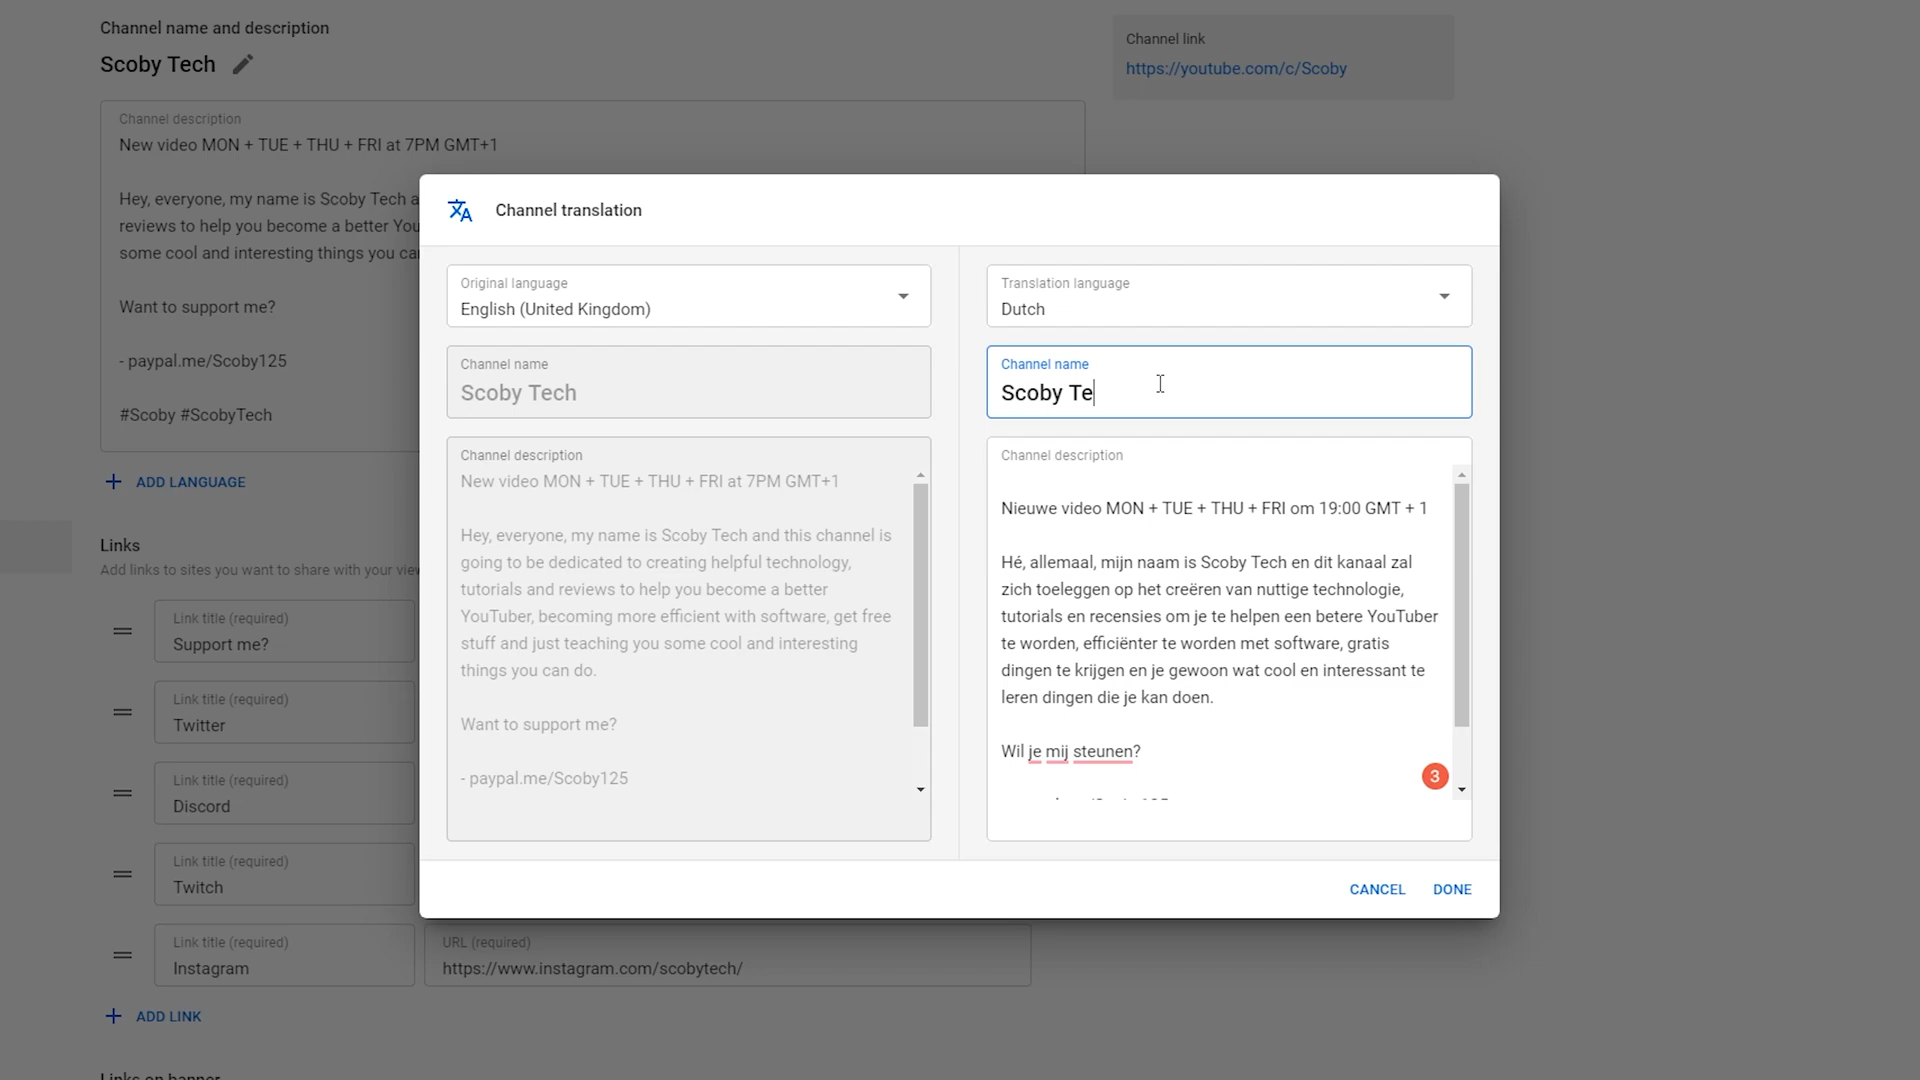 Channel name and description
Scoby Tech
Channel description
New video MON + TUE + THU + FRI at 7PM GMT+1
Hey, everyone, my name is Scoby Tech a
reviews to help you become a better You
some cool and interesting things you ca
Want to support me?
- paypal.me/Scoby125
#Scoby #ScobyTech
ADD LANGUAGE
Links
Add links to sites you want to share with your view
Link title (required)
Support me?
Link title (required)
Twitter
Link title (required)
Discord
Link title (required)
Twitch
Link title (required)
Instagram
URL (required)
https://www.instagram.com/scobytech/
ADD LINK
Links on banner
Channel link
https://youtube.com/c/Scoby
Channel translation
Original language
English (United Kingdom)
Channel name
Scoby Tech
Channel description
New video MON + TUE + THU + FRI at 7PM GMT+1
Hey, everyone, my name is Scoby Tech and this channel is
going to be dedicated to creating helpful technology,
tutorials and reviews to help you become a better
YouTuber, becoming more efficient with software, get free
stuff and just teaching you some cool and interesting
things you can do.
Want to support me?
- paypal.me/Scoby125
Translation language
Dutch
Channel name
Scoby Te
Channel description
Nieuwe video MON + TUE + THU + FRI om 19:00 GMT + 1
Hé, allemaal, mijn naam is Scoby Tech en dit kanaal zal
zich toeleggen op het creëren van nuttige technologie,
tutorials en recensies om je te helpen een betere YouTuber
te worden, efficiënter te worden met software, gratis
dingen te krijgen en je gewoon wat cool en interessant te
leren dingen die je kan doen.
Wil je mij steunen?
3
CANCEL
DONE